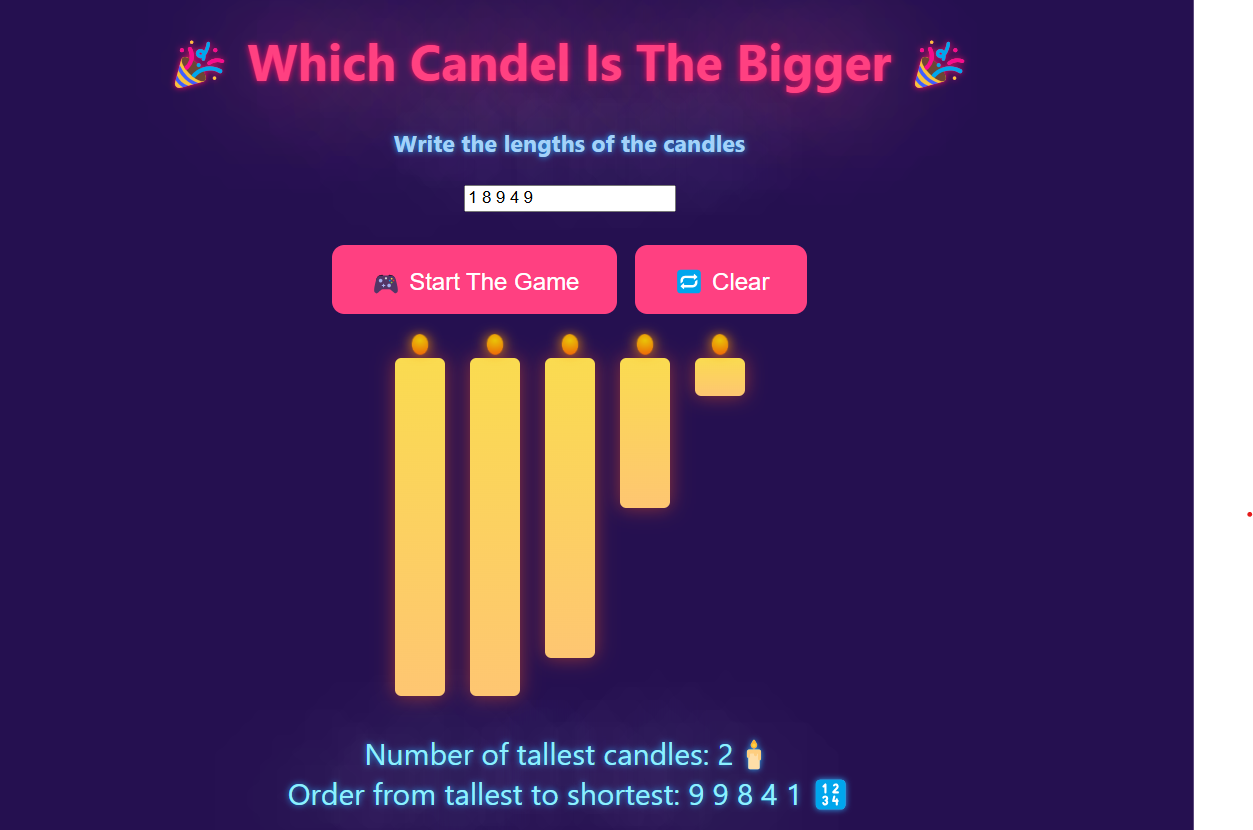 Which Candel Is The Bigger
Write the lengths of the candles
1 8 9 4 9
Start The Game
Clear
Number of tallest candles: 2
Order from tallest to shortest: 9 9 8 4 1 🔢